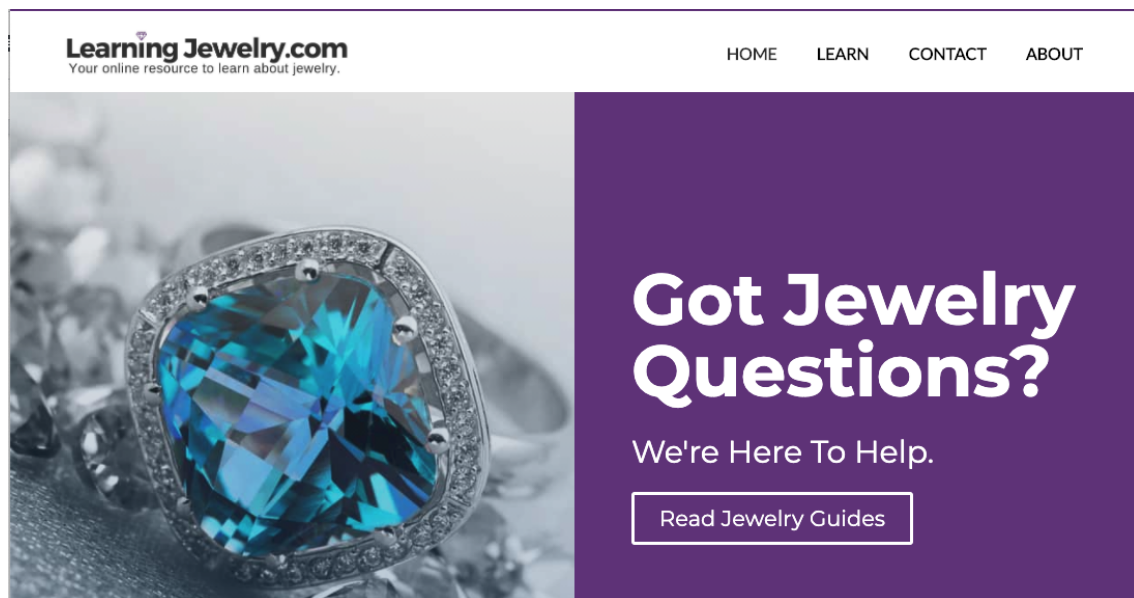 Learning Jewelry.com
Your online resource to learn about jewelry.
HOME LEARN CONTACT ABOUT
Got Jewelry
Questions?
We're Here To Help.
Read Jewelry Guides